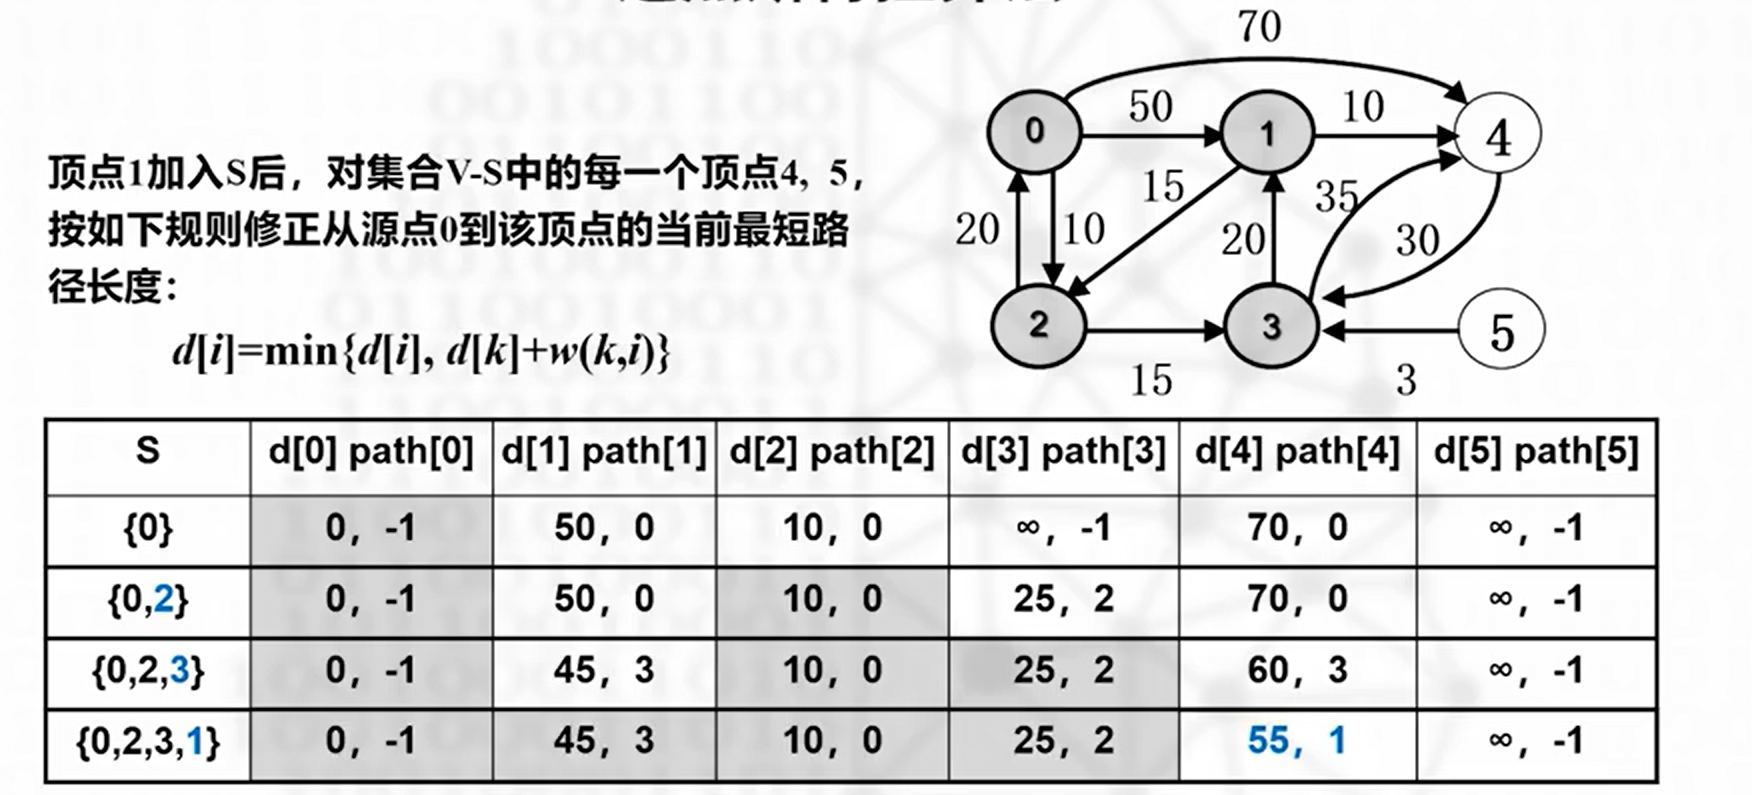 70
0
50
1
10
4
顶点1加入S后，对集合V-S中的每一个顶点4, 5,
按如下规则修正从源点0到该顶点的当前最短路
径长度：
d[i]=min{d[i], d[k]+w(k,i)}
20
10
15
20
35
30
2
3
5
15
3
S d[0] path[0] d[1] path[1] d[2] path[2] d[3] path[3] d[4] path[4] d[5] path[5]
{0} 0, -1 50, 0 10, 0 ∞, -1 70, 0 ∞, -1
{0,2} 0, -1 50, 0 10, 0 25, 2 70, 0 ∞, -1
{0,2,3} 0, -1 45, 3 10, 0 25, 2 60, 3 ∞, -1
{0,2,3,1} 0, -1 45, 3 10, 0 25, 2 55, 1 ∞, -1